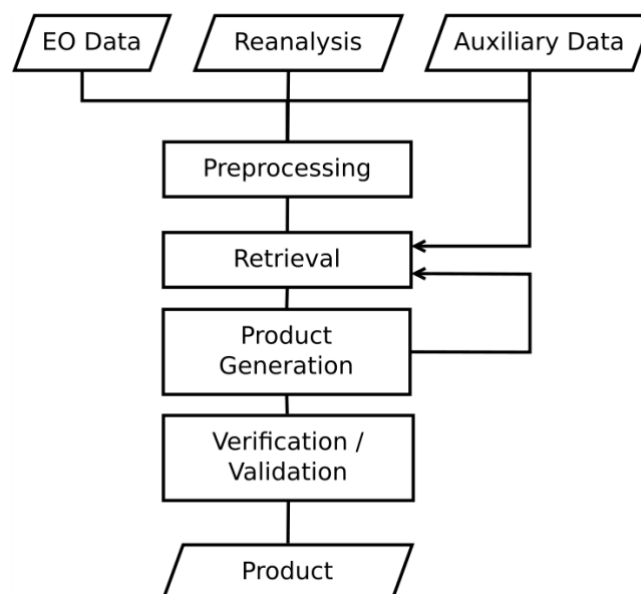 EO Data
Reanalysis
Auxiliary Data
Preprocessing
Retrieval
Product
Generation
Verification /
Validation
Product